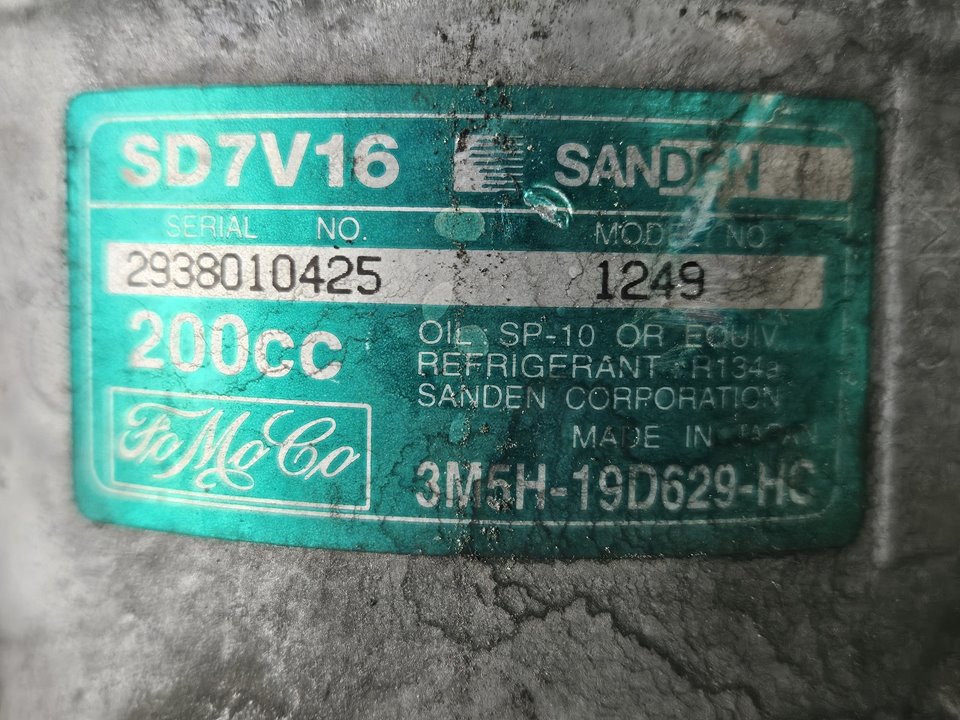 SD7V16 SANDEN
SERIAL NO. MODEL NO
2938010425 1249
200cc
OIL SP-10 OR EQUIV
REFRIGERANT R134a
SANDEN CORPORATION
MADE IN JAPAN
FoMoCo
3M5H-19D629-HC